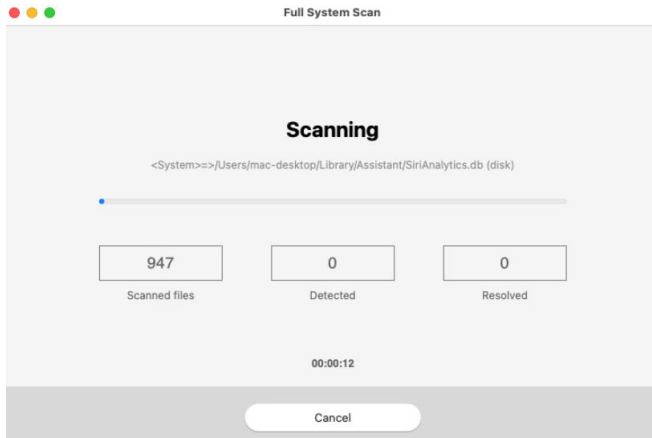 Full System Scan
Scanning
<System>=>/Users/mac-desktop/Library/Assistant/SiriAnalytics.db (disk)
947 0 0
Scanned files Detected Resolved
00:00:12
Cancel